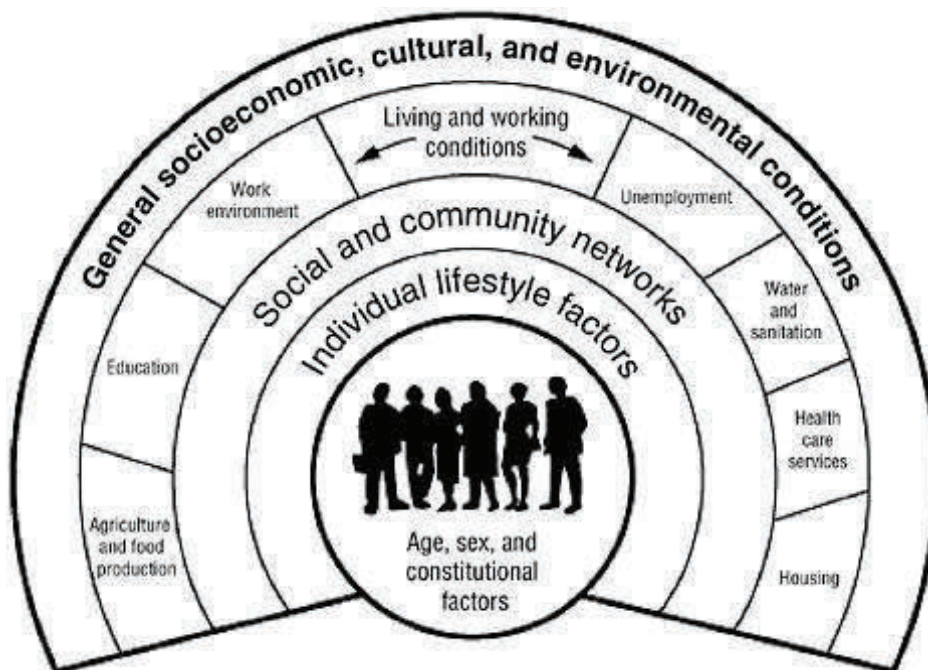 General socioeconomic, cultural, and environmental conditions
Living and working
conditions
Work
environment
Unemployment
Social and community networks
Individual lifestyle factors
Education
Water
and
sanitation
Agriculture
and food
production
Health
care
services
Housing
Age, sex, and
constitutional
factors